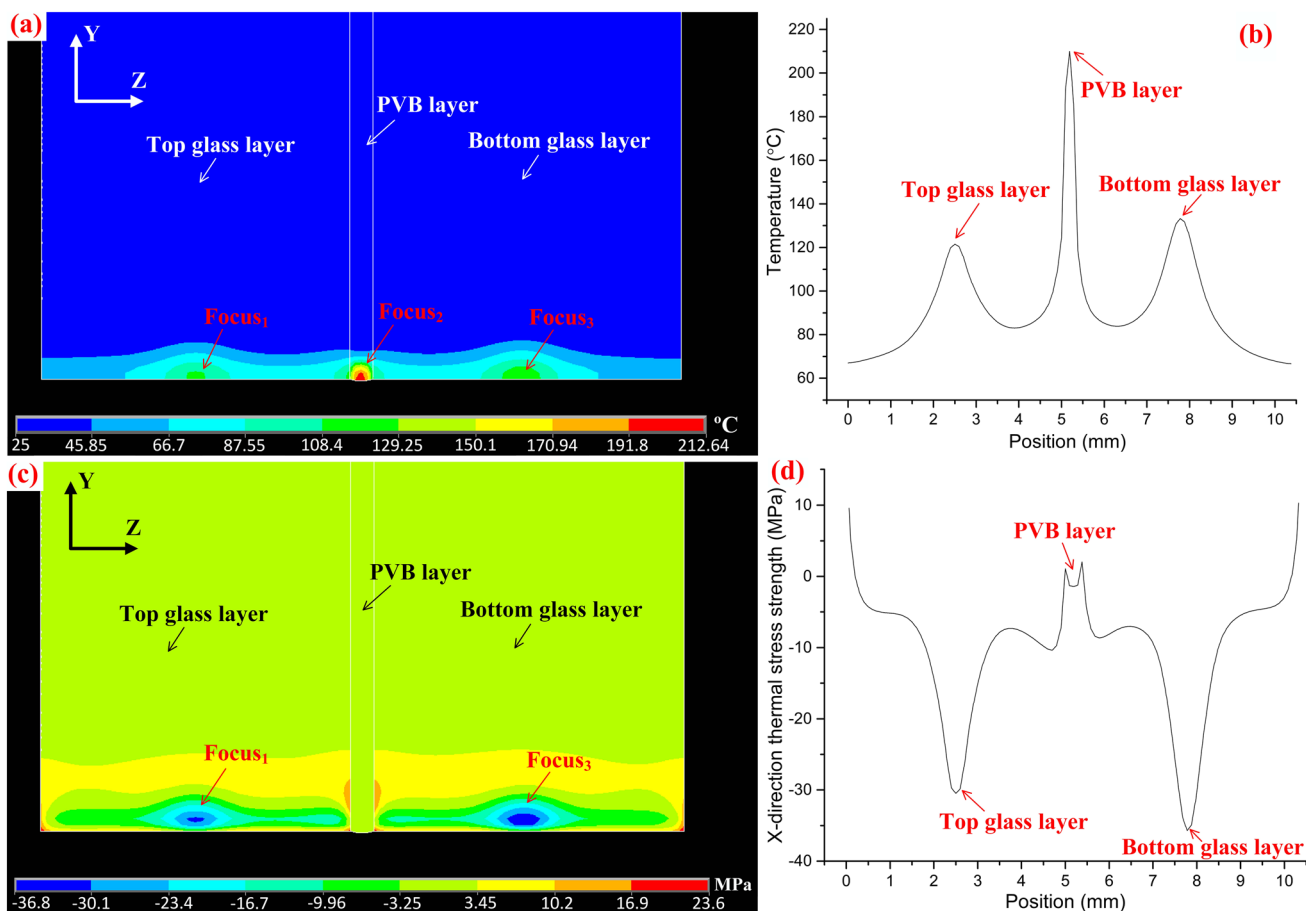 (a)
Y
Z
PVB layer
Top glass layer
Bottom glass layer
Focus₁
Focus₂
Focus₃
°C
25 45.85 66.7 87.55 108.4 129.25 150.1 170.94 191.8 212.64
(b)
220
200
180
160
140
120
100
80
60
Temperature (°C)
PVB layer
Top glass layer
Bottom glass layer
0 1 2 3 4 5 6 7 8 9 10
Position (mm)
(c)
Y
Z
PVB layer
Top glass layer
Bottom glass layer
Focus₁
Focus₃
MPa
-36.8 -30.1 -23.4 -16.7 -9.96 -3.25 3.45 10.2 16.9 23.6
(d)
10
0
-10
-20
-30
-40
X-direction thermal stress strength (MPa)
PVB layer
Top glass layer
Bottom glass layer
0 1 2 3 4 5 6 7 8 9 10
Position (mm)